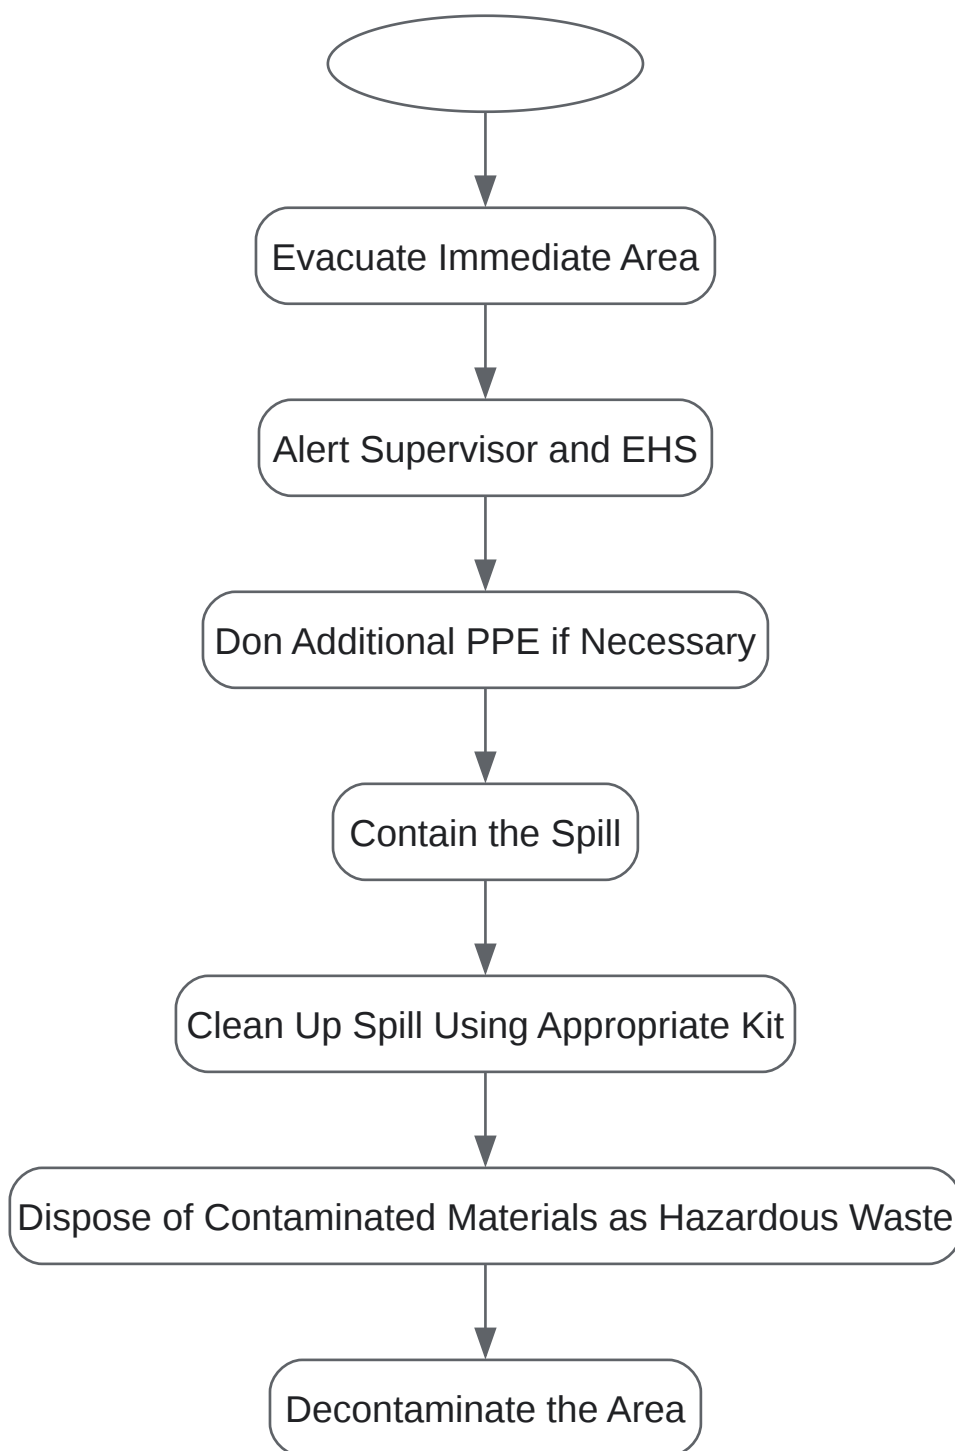 Evacuate Immediate Area
Alert Supervisor and EHS
Don Additional PPE if Necessary
Contain the Spill
Clean Up Spill Using Appropriate Kit
Dispose of Contaminated Materials as Hazardous Waste
Decontaminate the Area